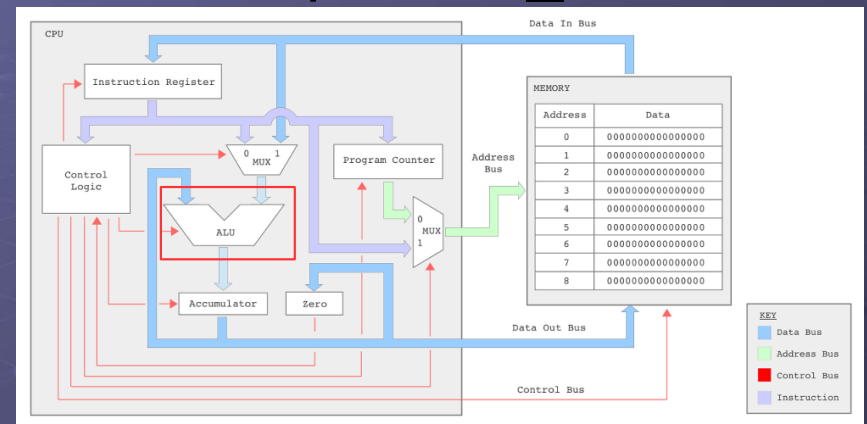 Data In Bus
CPU
Instruction Register
MEMORY
Address Data
0 0000000000000000
1 0000000000000000
2 0000000000000000
3 0000000000000000
4 0000000000000000
5 0000000000000000
6 0000000000000000
7 0000000000000000
8 0000000000000000
Control
Logic
0 1
MUX
Program Counter
Address
Bus
0
MUX
1
ALU
Accumulator
Zero
Data Out Bus
Control Bus
KEY
Data Bus
Address Bus
Control Bus
Instruction